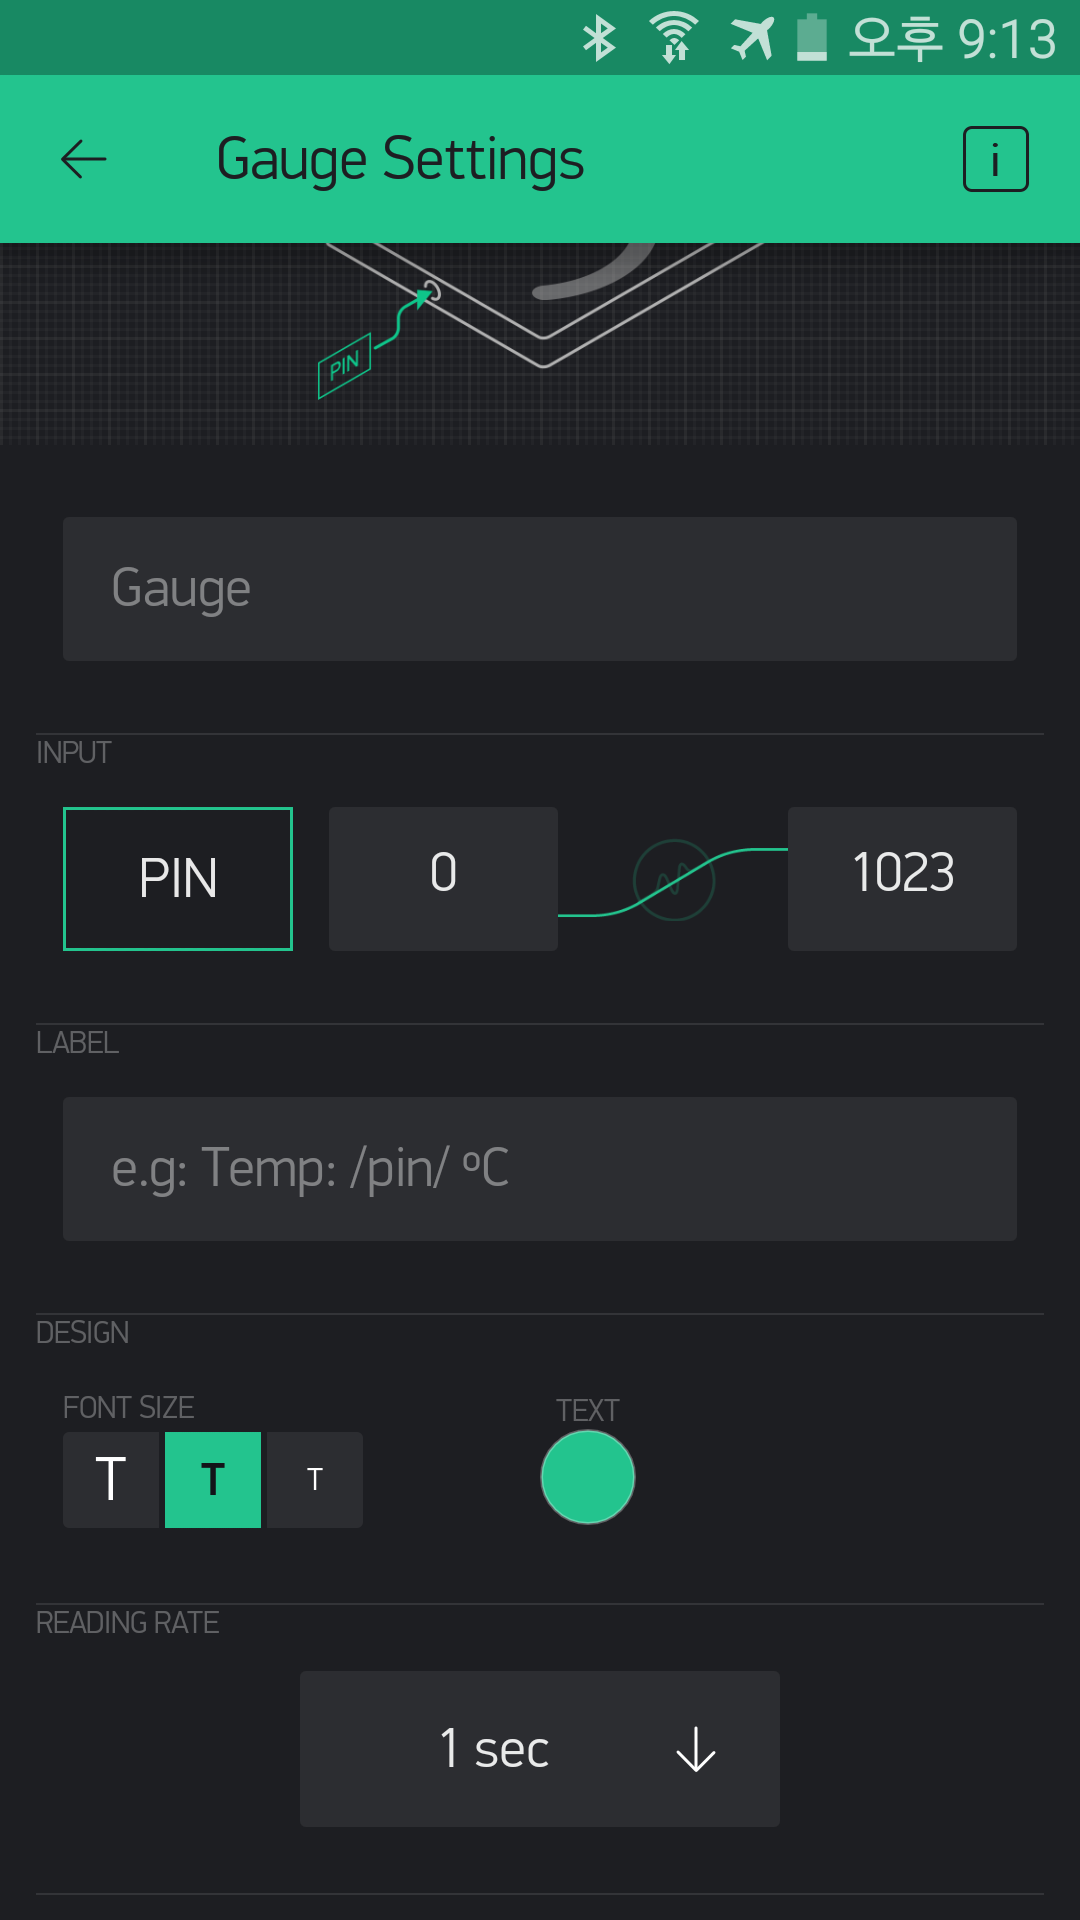 오후 9:13
Gauge Settings
i
PIN
Gauge
INPUT
PIN 0 1023
LABEL
e.g: Temp: /pin/ ºC
DESIGN
FONT SIZE TEXT
T T T
READING RATE
1 sec